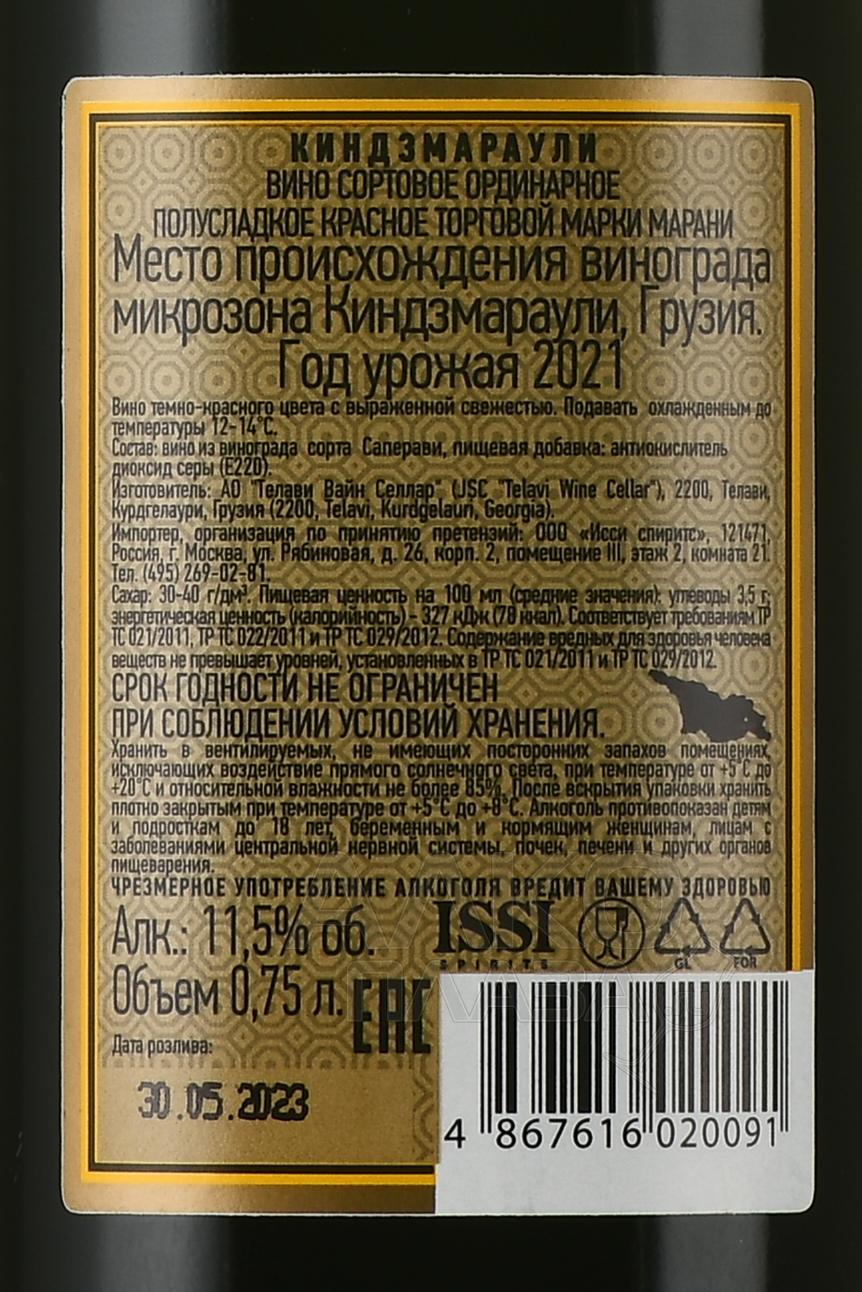 КИНДЗМАРАУЛИ
ВИНО СОРТОВОЕ ОРДИНАРНОЕ
ПОЛУСЛАДКОЕ КРАСНОЕ ТОРГОВОЙ МАРКИ МАРАНИ
Место происхождения винограда
микрозона Киндзмараули, Грузия.
Год урожая 2021
Вино темно-красного цвета с выраженной свежестью. Подавать охлажденным до
температуры 12-14°С.
Состав: вино из винограда сорта Саперави, пищевая добавка: антиокислитель
диоксид серы (Е220).
Изготовитель: АО "Телави Вайн Селлар" (JSC "Telavi Wine Cellar"), 2200, Телави,
Курдгелаури, Грузия (2200, Telavi, Kurdgelauri, Georgia).
Импортер, организация по принятию претензий: ООО «Исси спиритс», 121471,
Россия, г. Москва, ул. Рябиновая, д. 26, корп. 2, помещение III, этаж 2, комната 21.
Тел. (495) 269-02-81.
Сахар: 30-40 г/дм³. Пищевая ценность на 100 мл (средние значения): углеводы 3,5 г;
энергетическая ценность (калорийность) - 327 кДж (78 ккал). Соответствует требованиям ТР
ТС 021/2011, ТР ТС 022/2011 и ТР ТС 029/2012. Содержание вредных для здоровья человека
веществ не превышает уровней, установленных в ТР ТС 021/2011 и ТР ТС 029/2012.
СРОК ГОДНОСТИ НЕ ОГРАНИЧЕН
ПРИ СОБЛЮДЕНИИ УСЛОВИЙ ХРАНЕНИЯ.
Хранить в вентилируемых, не имеющих посторонних запахов помещениях,
исключающих воздействие прямого солнечного света, при температуре от +5°С до
+20°С и относительной влажности не более 85%. После вскрытия упаковки хранить
плотно закрытым при температуре от +5°С до +8°С. Алкоголь противопоказан детям
и подросткам до 18 лет, беременным и кормящим женщинам, лицам с
заболеваниями центральной нервной системы, почек, печени и других органов
пищеварения.
ЧРЕЗМЕРНОЕ УПОТРЕБЛЕНИЕ АЛКОГОЛЯ ВРЕДИТ ВАШЕМУ ЗДОРОВЬЮ
Алк.: 11,5% об.
ISSI
SPIRITS
GL
FOR
Объем 0,75 л.
EAC
Дата розлива:
30.05.2023
4 867616 020091